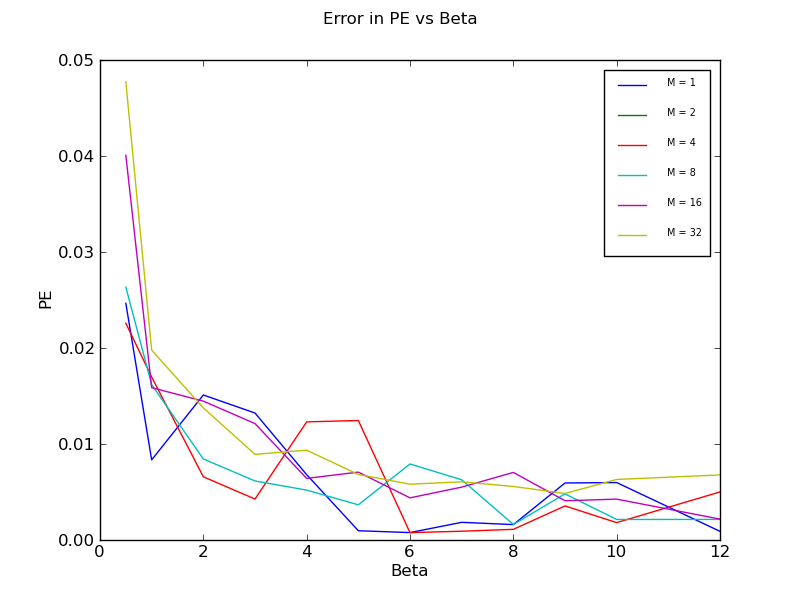 Error in PE vs Beta
0.05
0.04
0.03
0.02
0.01
0.00
PE
0 2 4 6 8 10 12
Beta
M = 1
M = 2
M = 4
M = 8
M = 16
M = 32